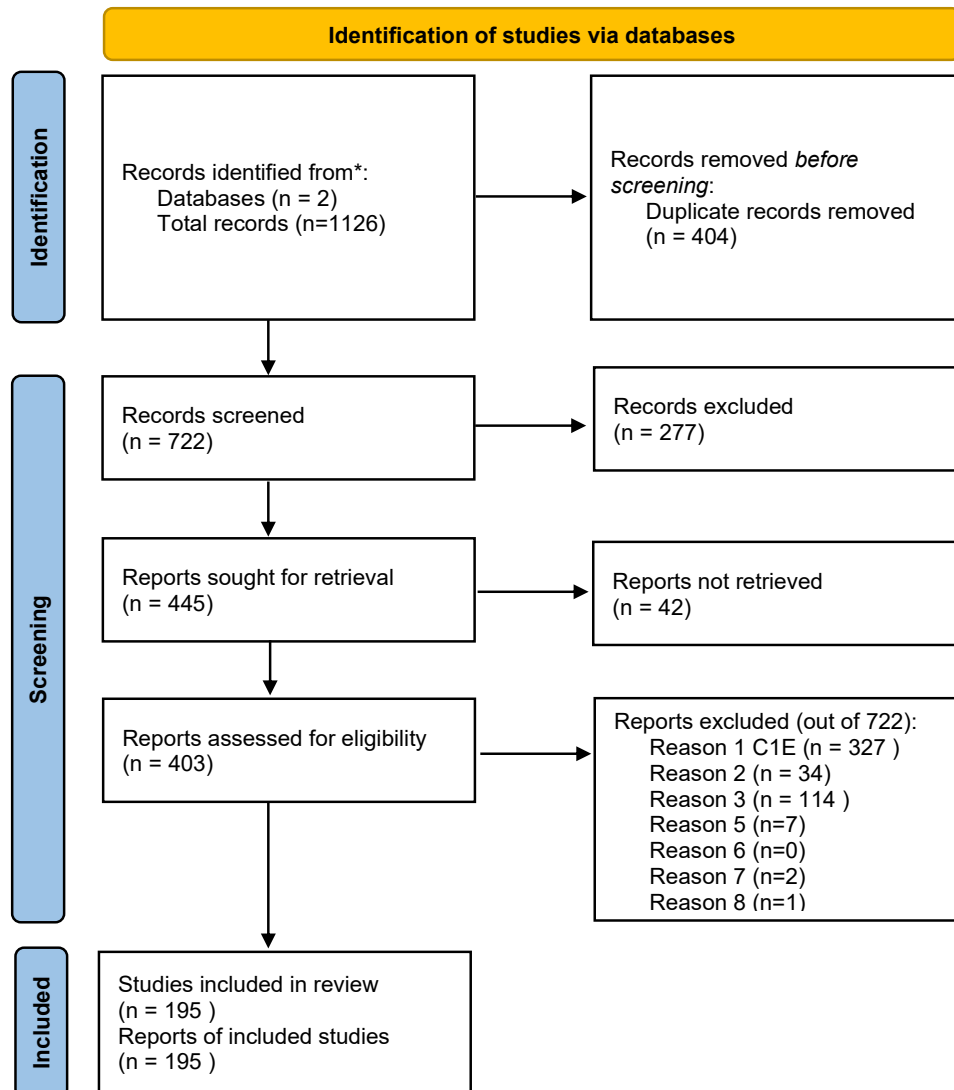 Identification of studies via databases
Identification
Records identified from*:
Databases (n = 2)
Total records (n=1126)
Records removed before
screening:
Duplicate records removed
(n = 404)
Screening
Records screened
(n = 722)
Records excluded
(n = 277)
Reports sought for retrieval
(n = 445)
Reports not retrieved
(n = 42)
Reports assessed for eligibility
(n = 403)
Reports excluded (out of 722):
Reason 1 C1E (n = 327 )
Reason 2 (n = 34)
Reason 3 (n = 114 )
Reason 5 (n=7)
Reason 6 (n=0)
Reason 7 (n=2)
Reason 8 (n=1)
Included
Studies included in review
(n = 195 )
Reports of included studies
(n = 195 )